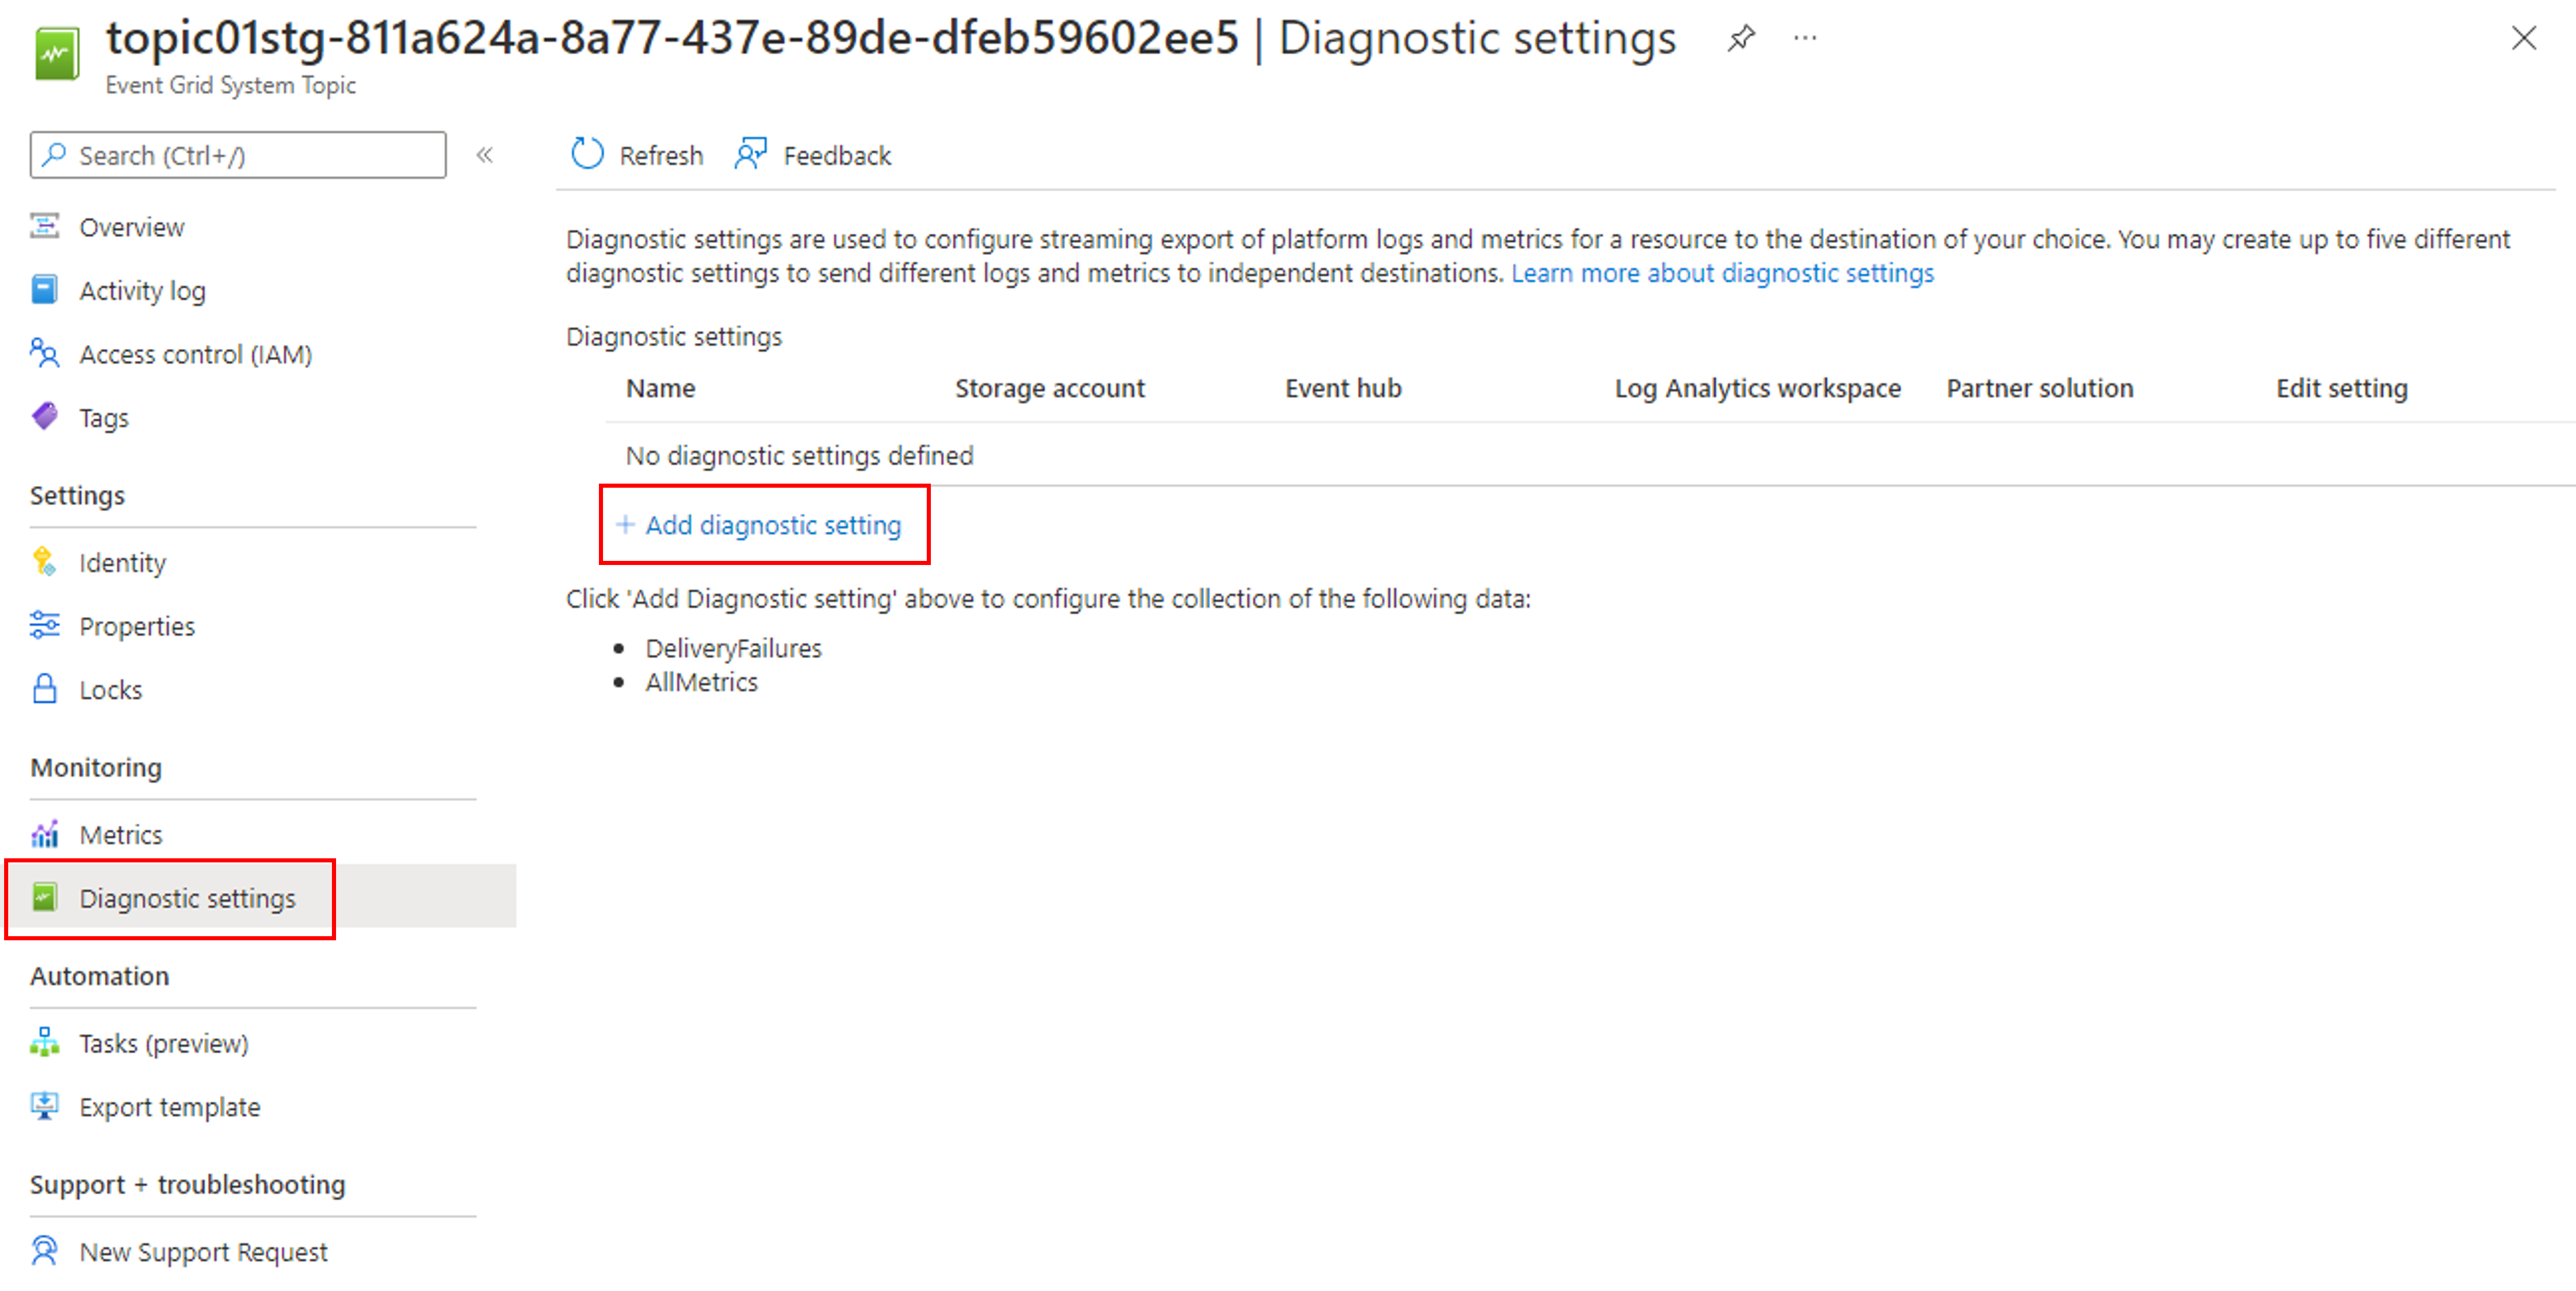 topic01stg-811a624a-8a77-437e-89de-dfeb59602ee5 | Diagnostic settings
Event Grid System Topic
Search (Ctrl+/)
Overview
Activity log
Access control (IAM)
Tags
Settings
Identity
Properties
Locks
Monitoring
Metrics
Diagnostic settings
Automation
Tasks (preview)
Export template
Support + troubleshooting
New Support Request
Refresh Feedback
Diagnostic settings are used to configure streaming export of platform logs and metrics for a resource to the destination of your choice. You may create up to five different
diagnostic settings to send different logs and metrics to independent destinations. Learn more about diagnostic settings
Diagnostic settings
Name Storage account Event hub Log Analytics workspace Partner solution Edit setting
No diagnostic settings defined
+ Add diagnostic setting
Click 'Add Diagnostic setting' above to configure the collection of the following data:
• DeliveryFailures
• AllMetrics